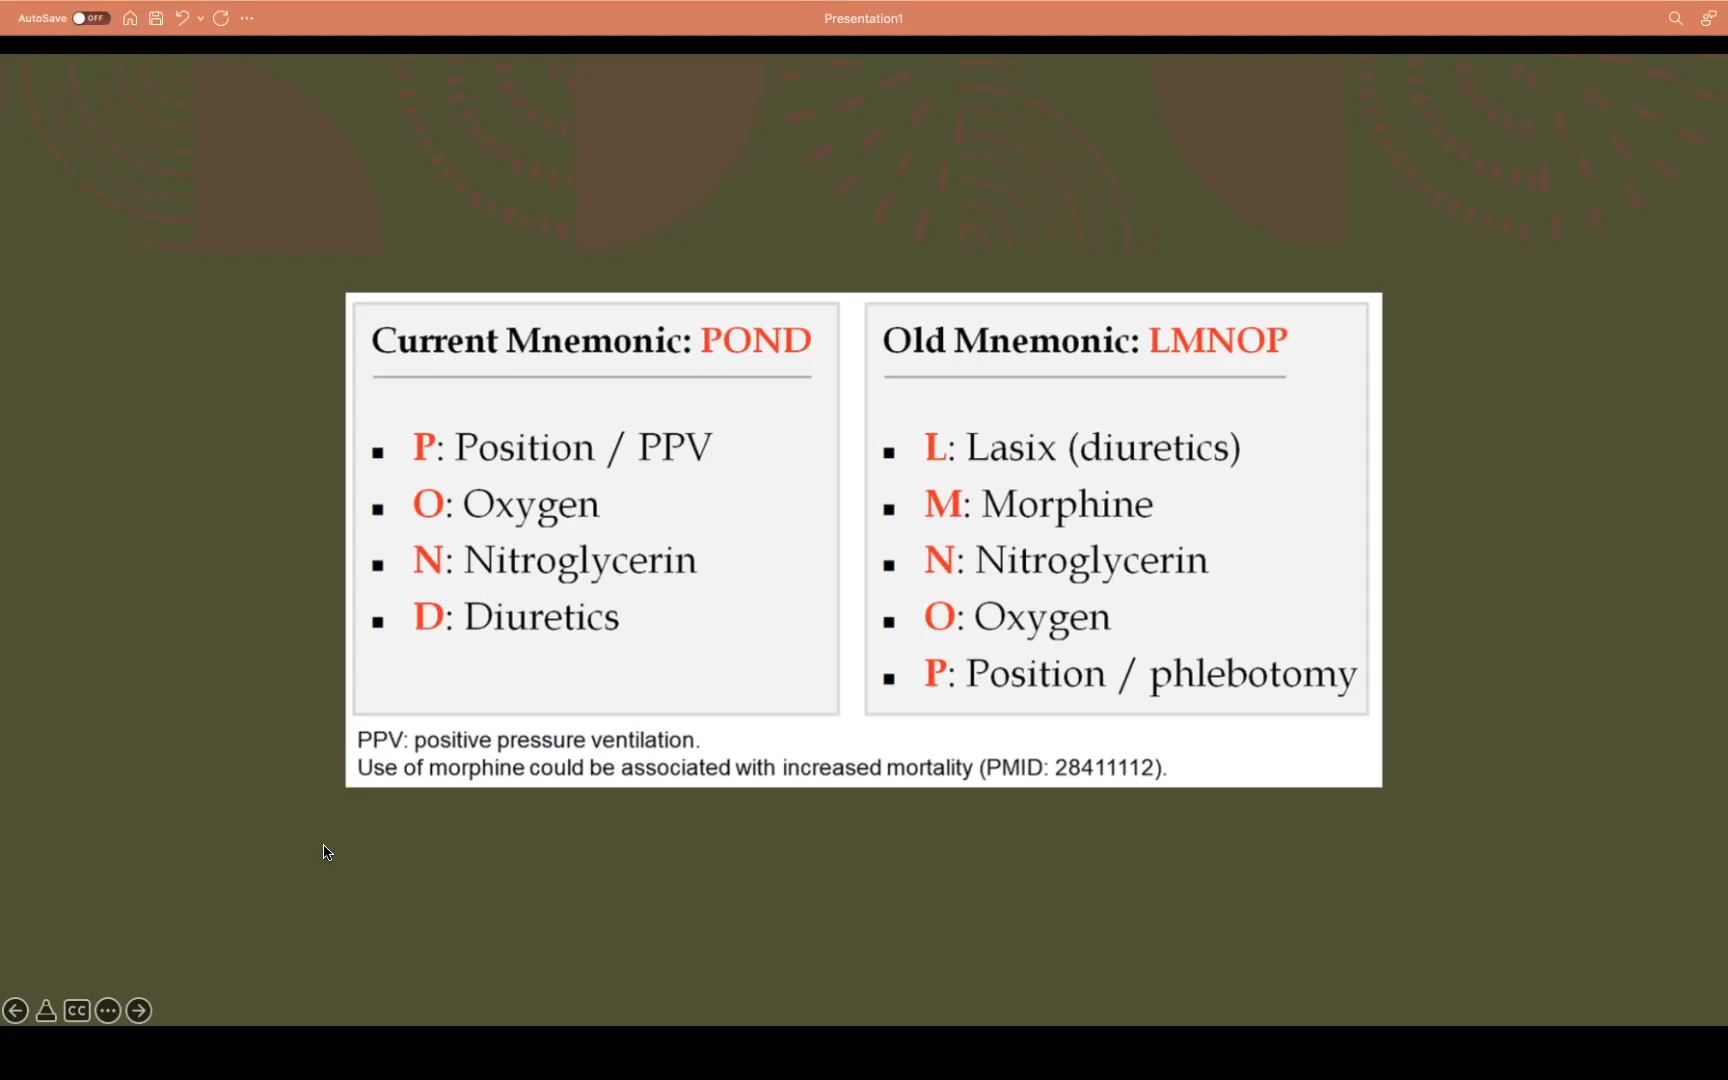 AutoSave OFF
Presentation1
Current Mnemonic: POND
▪ P: Position / PPV
▪ O: Oxygen
▪ N: Nitroglycerin
▪ D: Diuretics
Old Mnemonic: LMNOP
▪ L: Lasix (diuretics)
▪ M: Morphine
▪ N: Nitroglycerin
▪ O: Oxygen
▪ P: Position / phlebotomy
PPV: positive pressure ventilation.
Use of morphine could be associated with increased mortality (PMID: 28411112).
CC